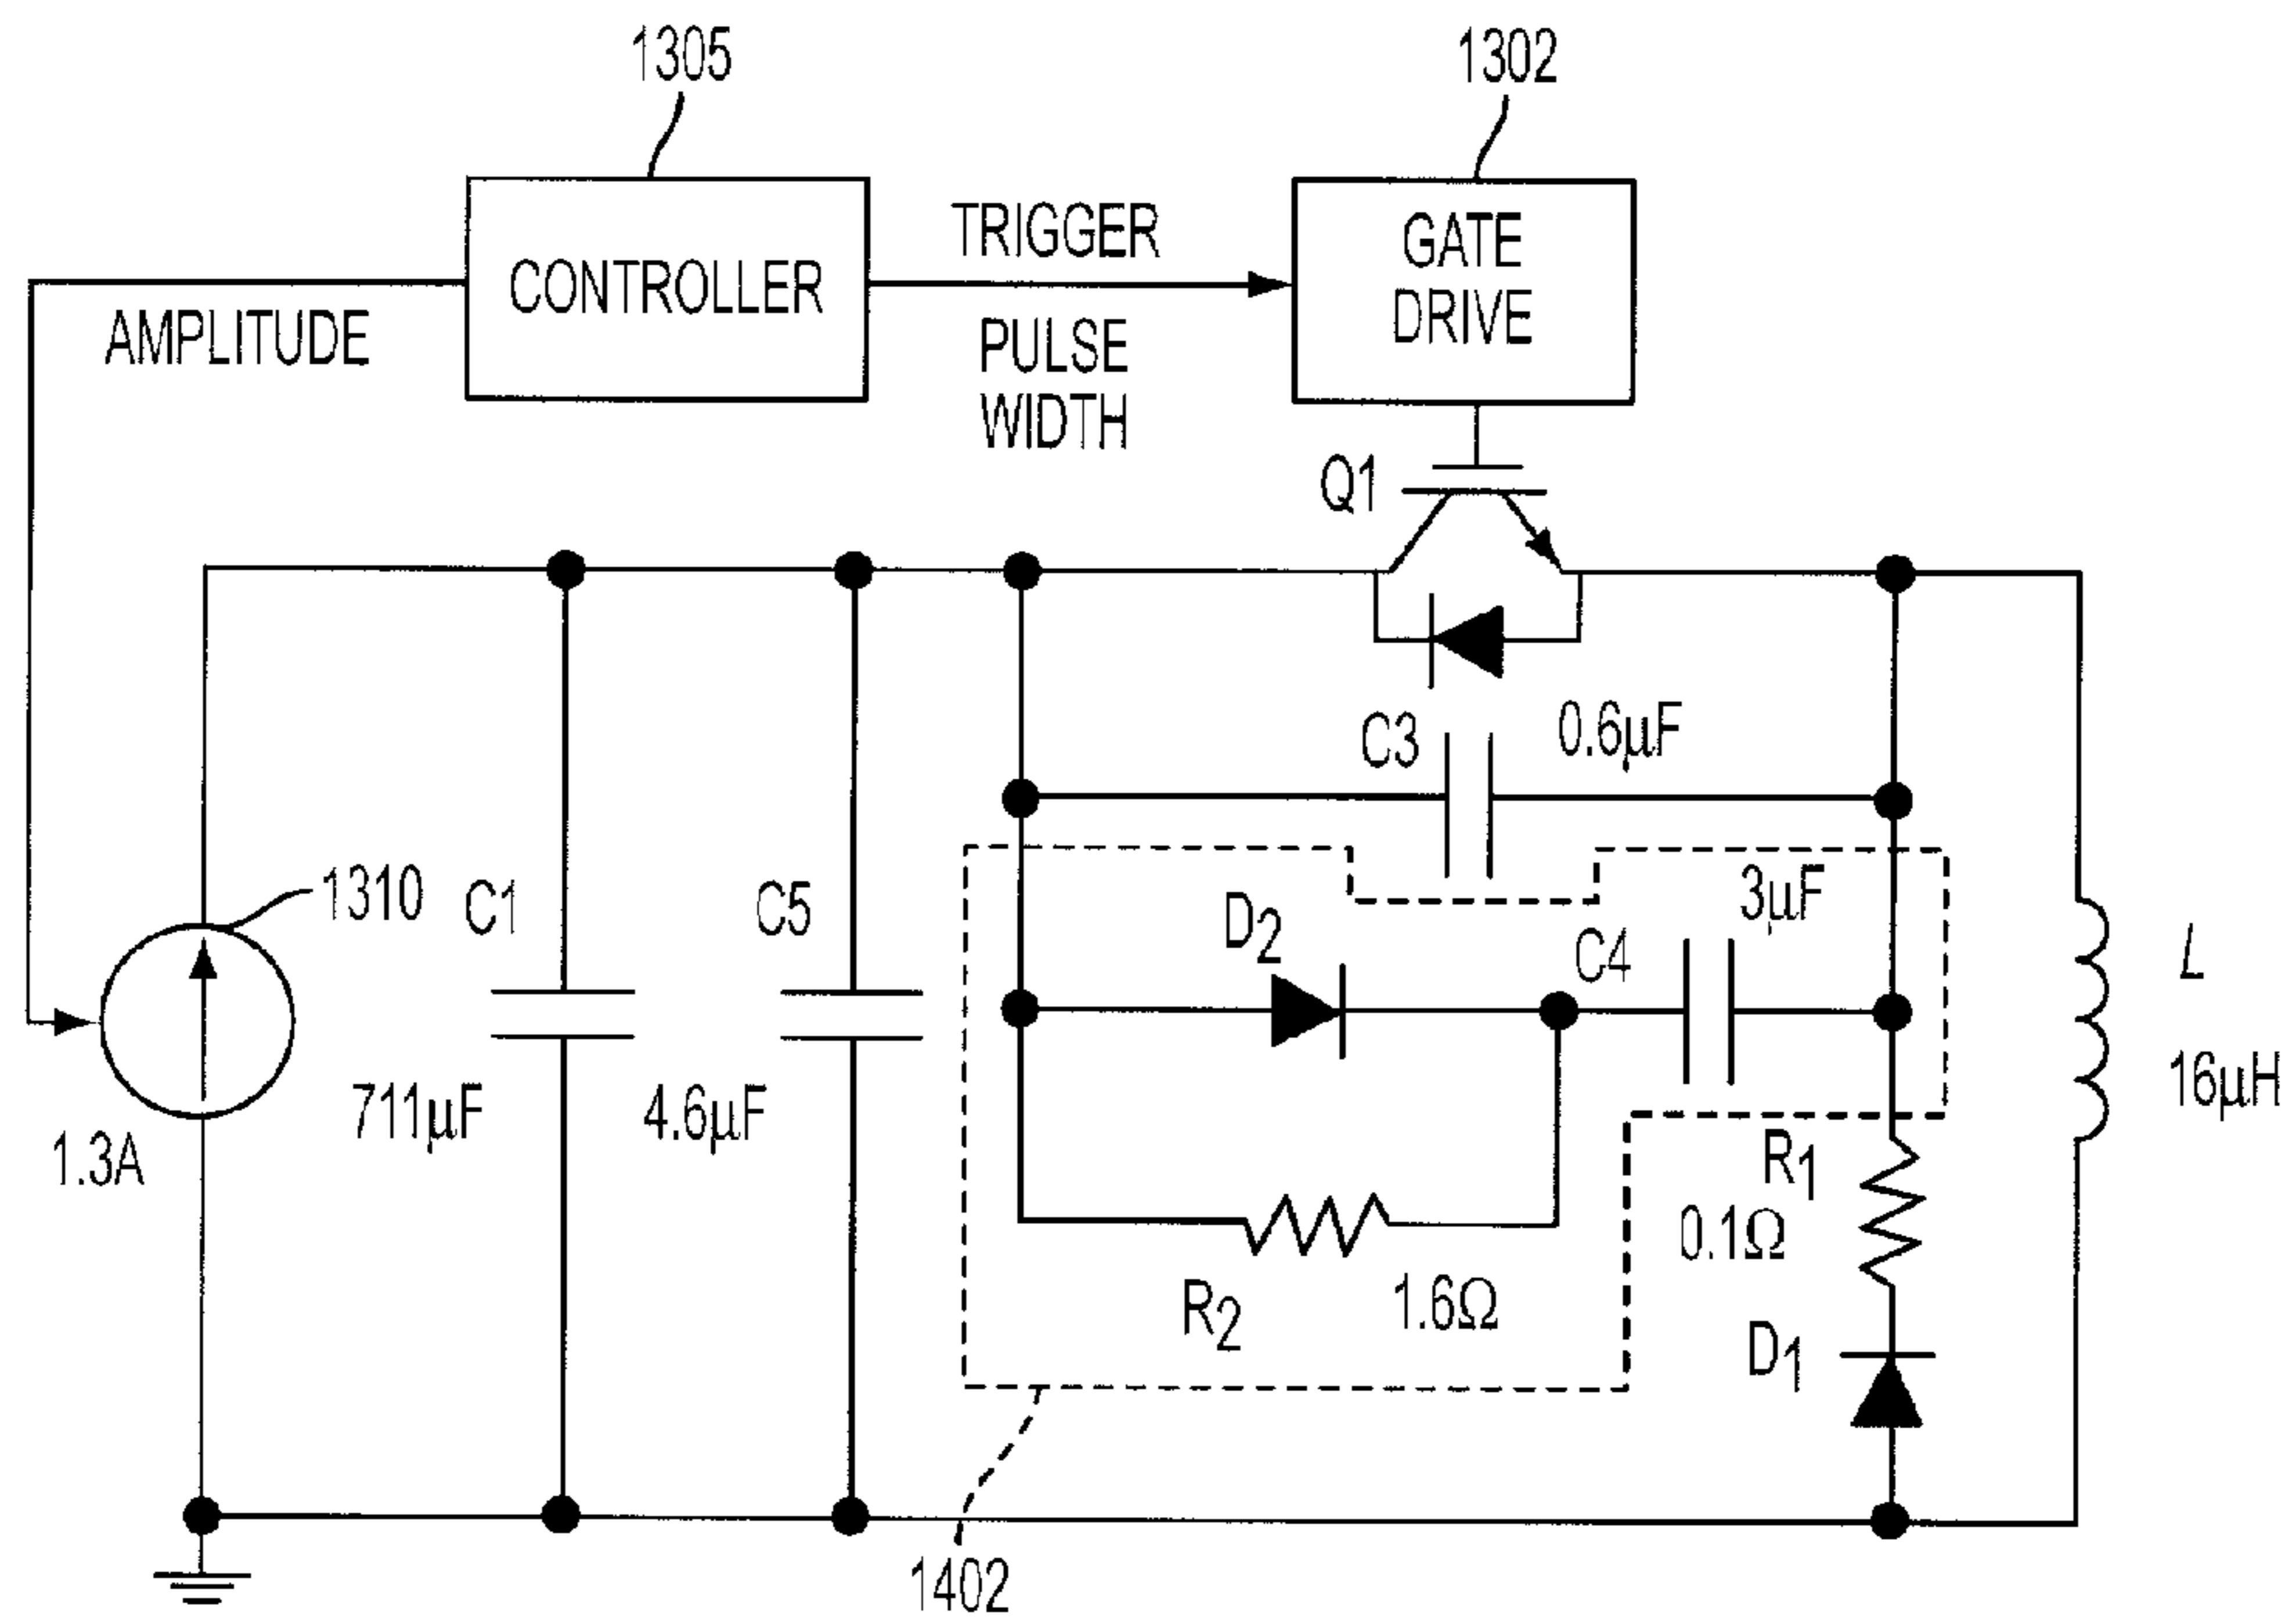 1305
1302
CONTROLLER
TRIGGER
PULSE
WIDTH
GATE
DRIVE
AMPLITUDE
Q1
C3
0.6µF
1310
C1
C5
D2
C4
3µF
L
16µH
711µF
4.6µF
1.3A
R1
0.1Ω
R2
1.6Ω
D1
1402